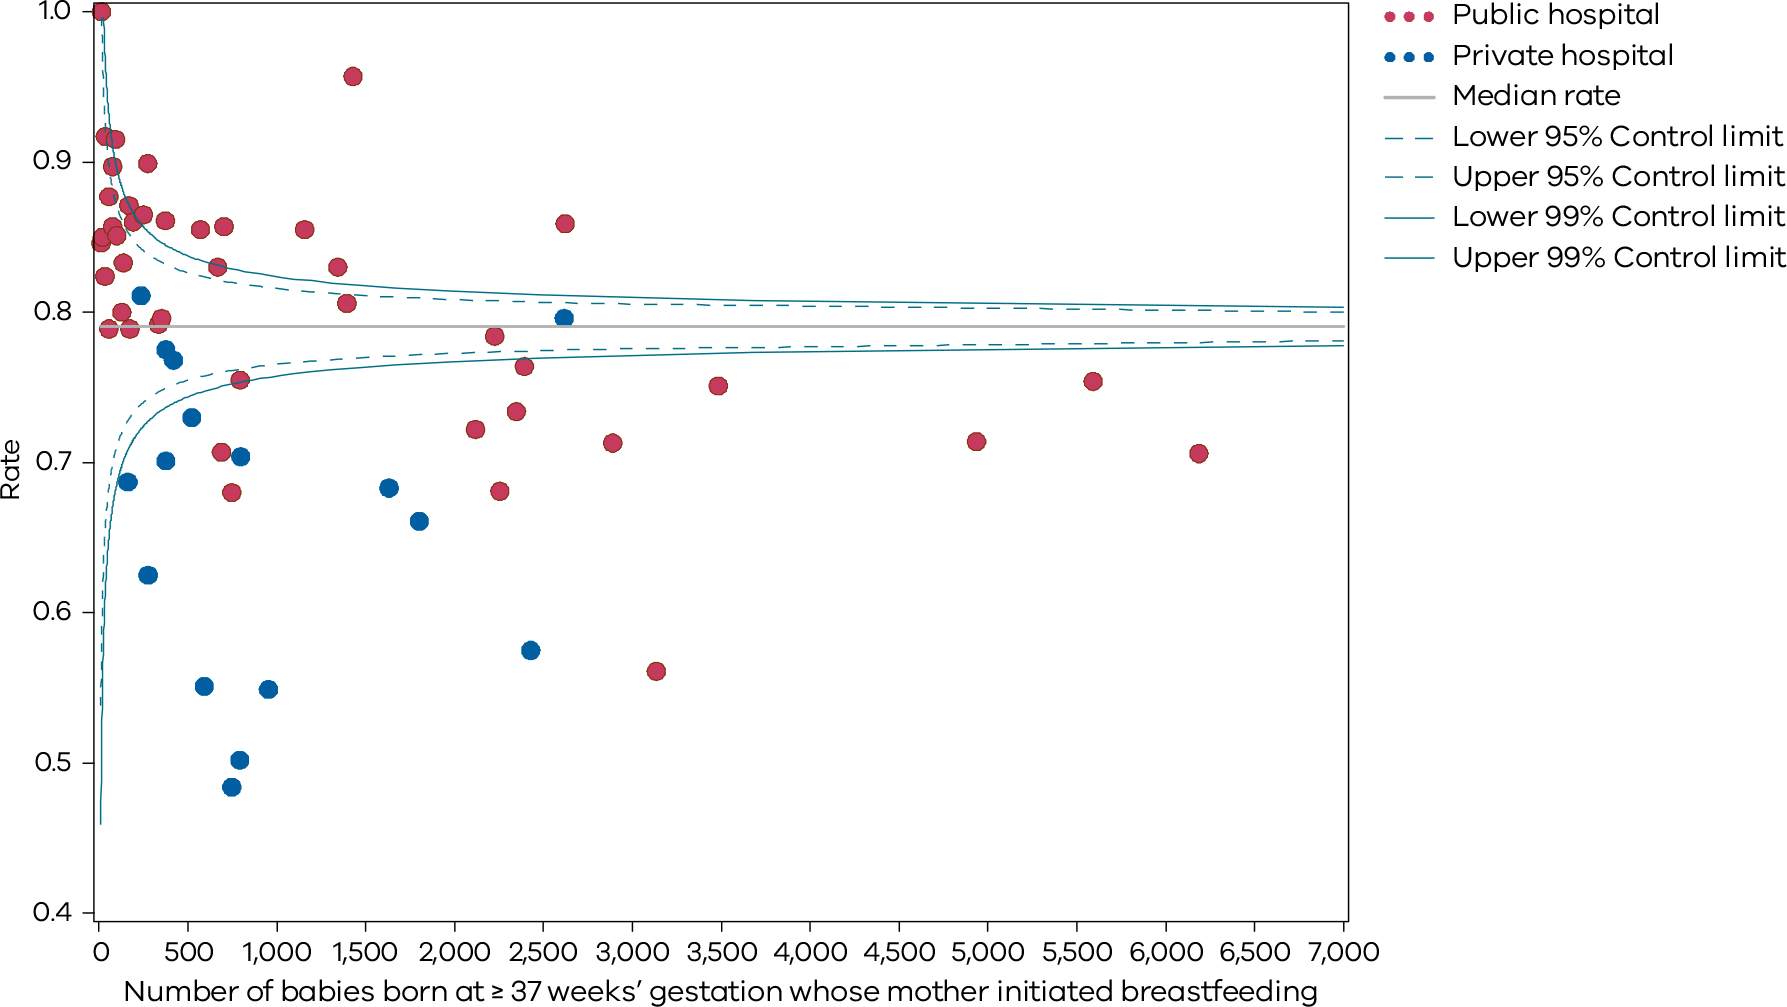 1.0
0.9
0.8
0.7
0.6
0.5
0.4
Rate
0 500 1,000 1,500 2,000 2,500 3,000 3,500 4,000 4,500 5,000 5,500 6,000 6,500 7,000
Number of babies born at ≥ 37 weeks’ gestation whose mother initiated breastfeeding
Public hospital
Private hospital
Median rate
Lower 95% Control limit
Upper 95% Control limit
Lower 99% Control limit
Upper 99% Control limit